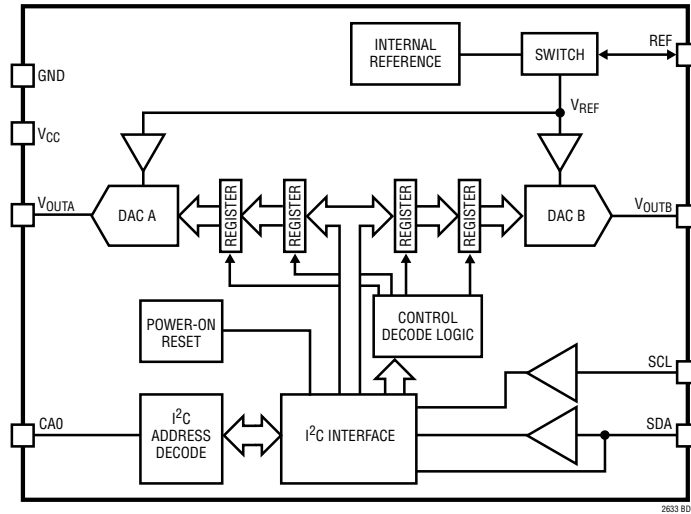 INTERNAL
REFERENCE
SWITCH
REF
GND
VREF
VCC
VOUTA
DAC A
REGISTER
REGISTER
REGISTER
REGISTER
DAC B
VOUTB
POWER-ON
RESET
CONTROL
DECODE LOGIC
SCL
CA0
I2C
ADDRESS
DECODE
I2C INTERFACE
SDA
2633 BD